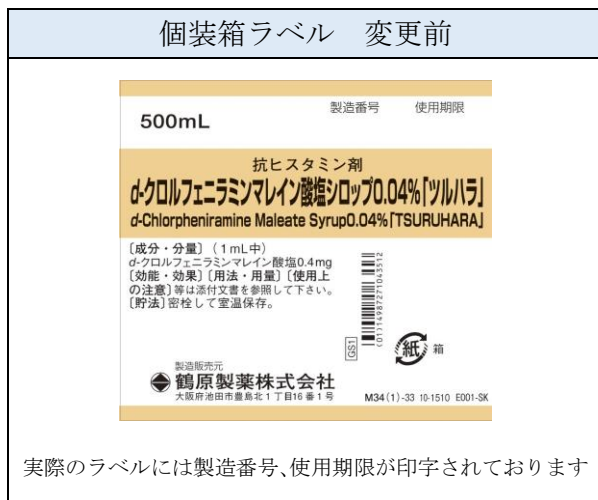 個装箱ラベル　変更前
製造番号　使用期限
500mL
抗ヒスタミン剤
d-クロルフェニラミンマレイン酸塩シロップ0.04%「ツルハラ」
d-Chlorpheniramine Maleate Syrup0.04%「TSURUHARA」
〔成分・分量〕（1mL中）
d-クロルフェニラミンマレイン酸塩0.4mg
〔効能・効果〕〔用法・用量〕〔使用上
の注意〕等は添付文書を参照して下さい。
〔貯法〕密栓して室温保存。
(01)14987271043512
GS1
紙 箱
製造販売元
鶴原製薬株式会社
大阪府池田市豊島北1丁目16番1号
M34(1)-33 10-1510 E001-SK
実際のラベルには製造番号、使用期限が印字されております